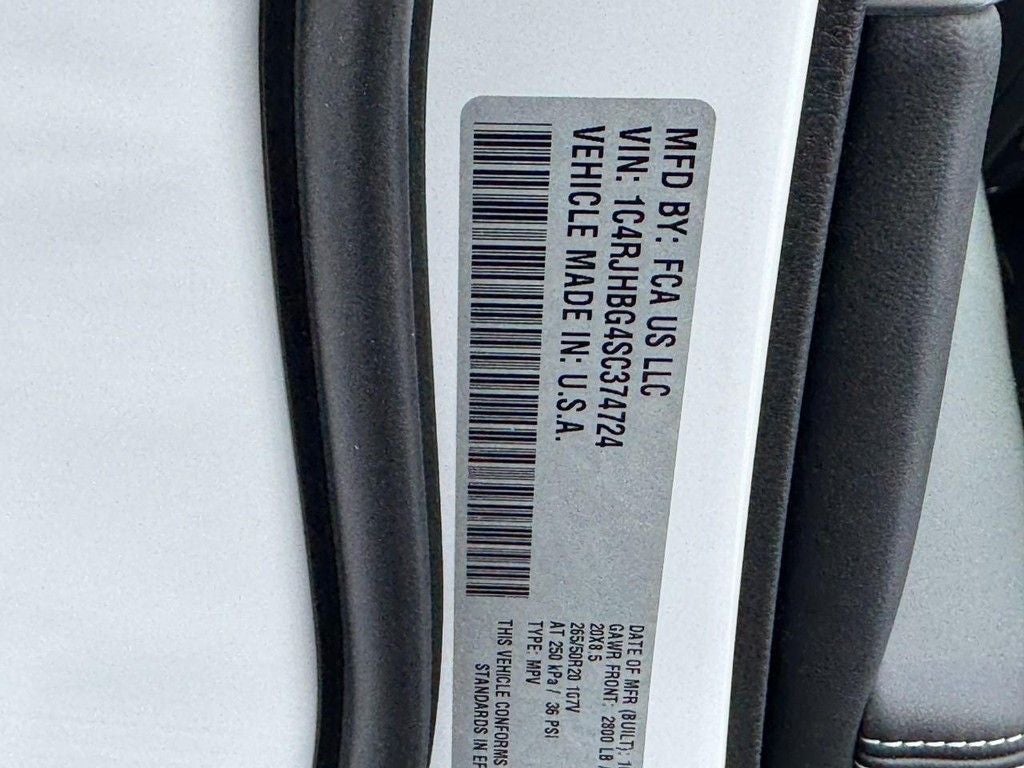 MFD BY: FCA US LLC
VIN: 1C4RJHBG4SC374724
VEHICLE MADE IN: U.S.A.
DATE OF MFR (BUILT):
GAWR FRONT: 2800 LB
20X8.5
265/50R20 107V
AT 250 kPa / 36 PSI
TYPE: MPV
THIS VEHICLE CONFORMS
STANDARDS IN EF